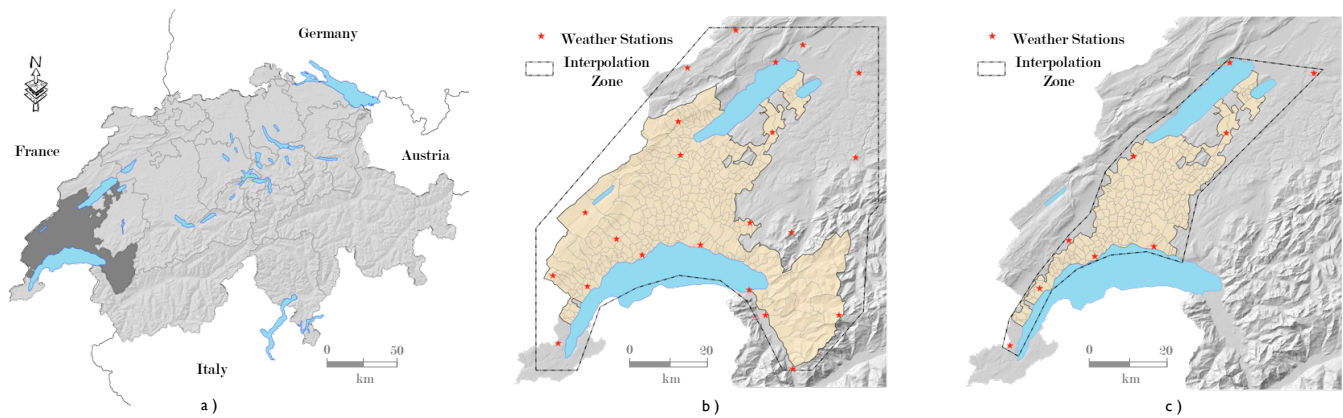 Germany
N
France
Austria
Italy
0 50
km
a )
Weather Stations
Interpolation
Zone
0 20
km
b )
Weather Stations
Interpolation
Zone
0 20
km
c )